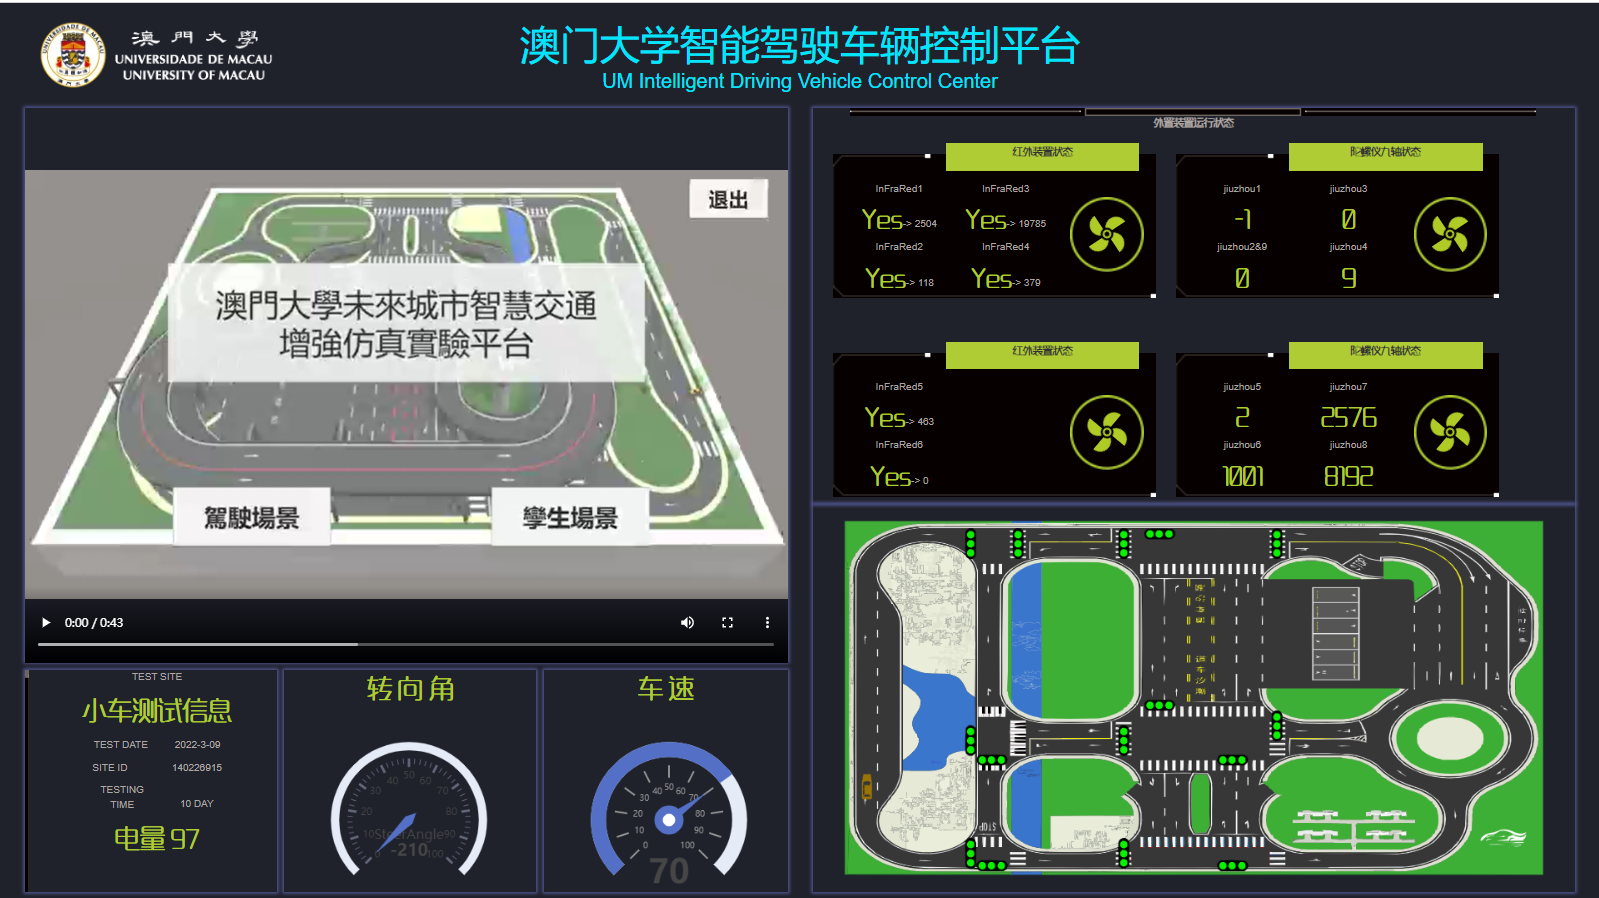 澳門大學
UNIVERSIDADE DE MACAU
UNIVERSITY OF MACAU
澳门大学智能驾驶车辆控制平台
UM Intelligent Driving Vehicle Control Center
退出
澳門大學未來城市智慧交通
增強仿真實驗平台
駕駛場景
孿生場景
0:00 / 0:43
TEST SITE
小车测试信息
TEST DATE 2022-3-09
SITE ID 140226915
TESTING
TIME 10 DAY
电量 97
转向角
0 10 20 30 40 50 60 70 80 90 100
SteerAngle
-210
车速
0 10 20 30 40 50 60 70 80 90 100
70
外置装置运行状态
红外装置状态
InFraRed1 InFraRed3
Yes-> 2504 Yes-> 19785
InFraRed2 InFraRed4
Yes-> 118 Yes-> 379
陀螺仪九轴状态
jiuzhou1 jiuzhou3
-1 0
jiuzhou2&9 jiuzhou4
0 9
红外装置状态
InFraRed5
Yes-> 463
InFraRed6
Yes-> 0
陀螺仪九轴状态
jiuzhou5 jiuzhou7
2 2576
jiuzhou6 jiuzhou8
1001 8192
STOP